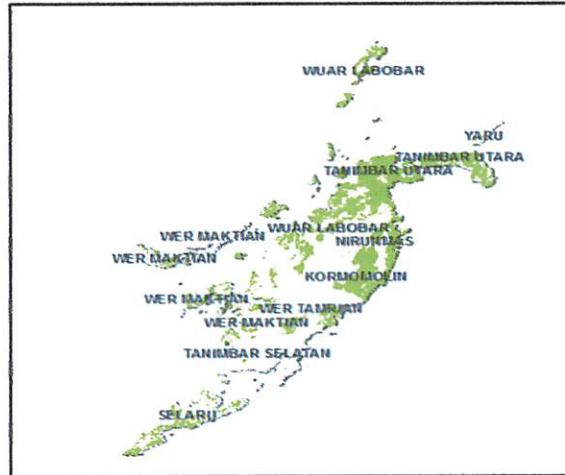 WUAR LABOBAR
YARU
TANIMBAR UTARA
TANIMBAR UTARA
WUAR LABOBAR
WER MAKTIAN
NIRUNMAS
WER MAKTIAN
KORMOMOLIN
WER MAKTIAN
WER TAMRIAN
WER MAKTIAN
TANIMBAR SELATAN
SELARU